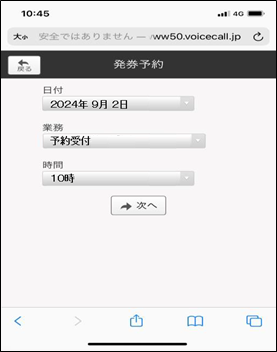 10:45
4G
大小 安全ではありません — /ww50.voicecall.jp
戻る
発券予約
日付
2024年 9月 2日
業務
予約受付
時間
10時
次へ